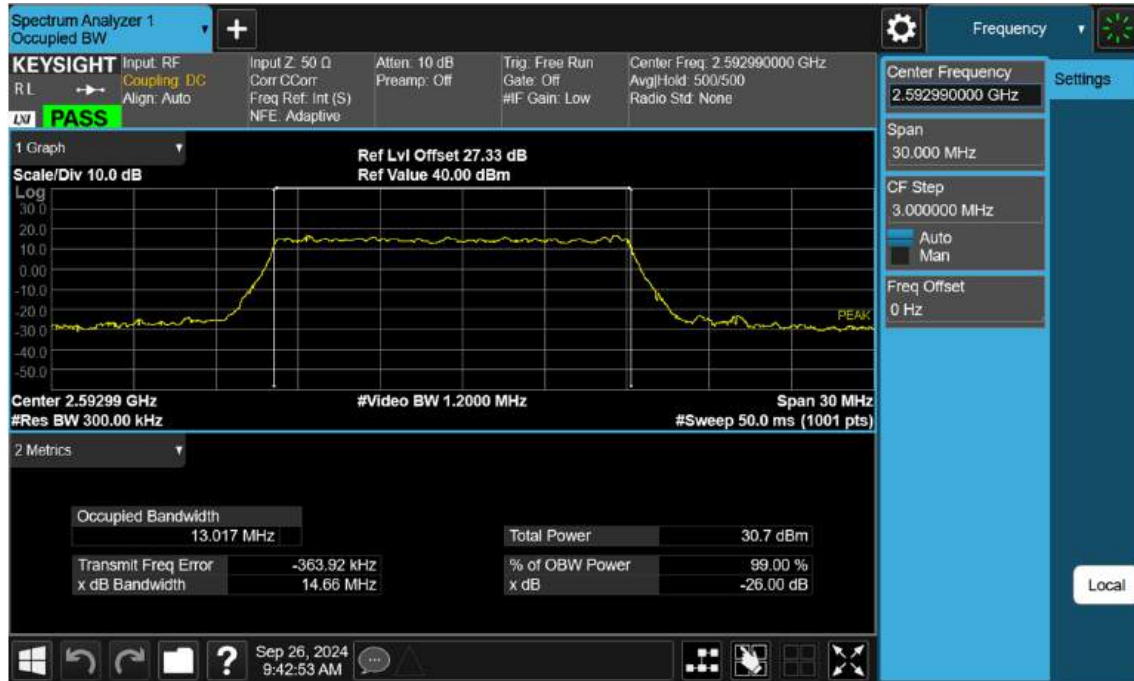 Spectrum Analyzer 1
Occupied BW
+
Frequency
KEYSIGHT
R L
LXI
PASS
Input: RF
Coupling: DC
Align: Auto
Input Z: 50 Ω
Corr CCorr
Freq Ref: Int (S)
NFE: Adaptive
Atten: 10 dB
Preamp: Off
Trig: Free Run
Gate: Off
#IF Gain: Low
Center Freq: 2.592990000 GHz
Avg|Hold: 500/500
Radio Std: None
Center Frequency
2.592990000 GHz
Settings
Span
30.000 MHz
CF Step
3.000000 MHz
Auto
Man
Freq Offset
0 Hz
Local
1 Graph
Scale/Div 10.0 dB
Ref Lvl Offset 27.33 dB
Ref Value 40.00 dBm
Log
30.0
20.0
10.0
0.00
-10.0
-20.0
-30.0
-40.0
-50.0
PEAK
Center 2.59299 GHz
#Video BW 1.2000 MHz
Span 30 MHz
#Res BW 300.00 kHz
#Sweep 50.0 ms (1001 pts)
2 Metrics
Occupied Bandwidth
13.017 MHz
Total Power 30.7 dBm
Transmit Freq Error -363.92 kHz
% of OBW Power 99.00 %
x dB Bandwidth 14.66 MHz
x dB -26.00 dB
?
Sep 26, 2024
9:42:53 AM